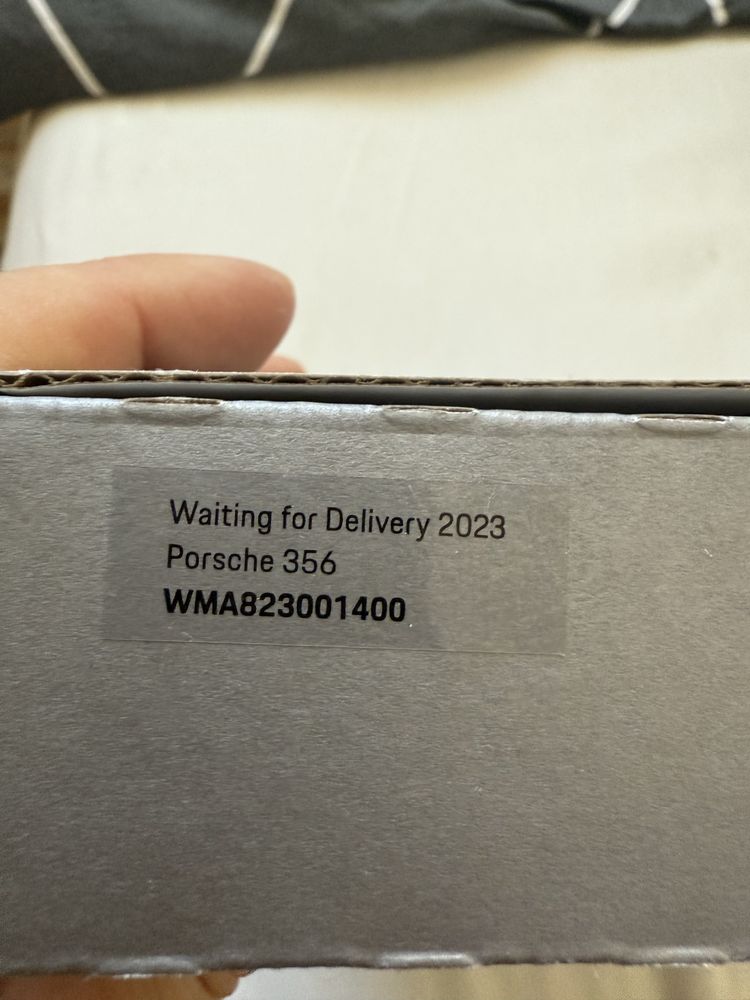 Waiting for Delivery 2023
Porsche 356
WMA823001400